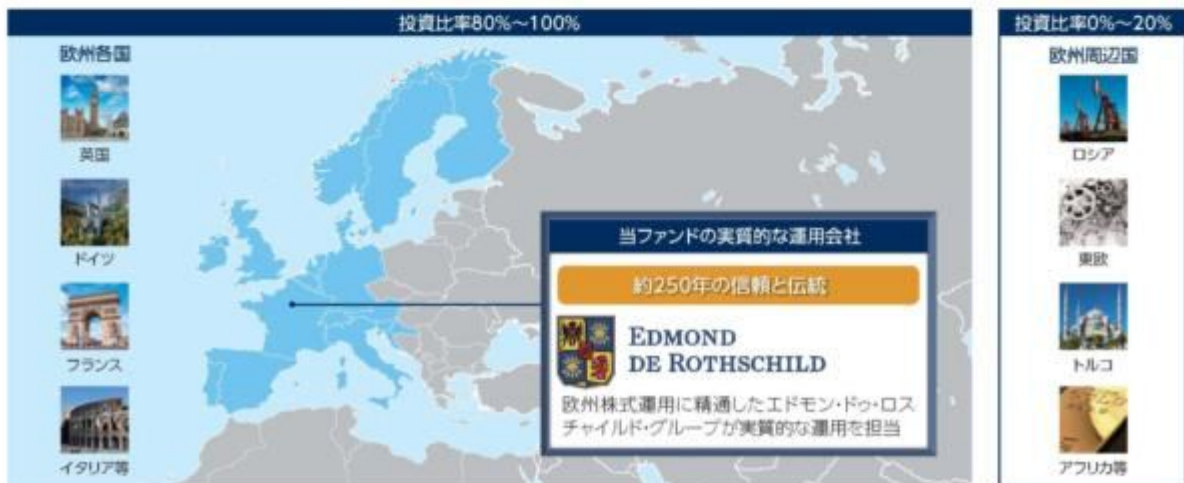 投資比率80%～100%
欧州各国
英国
ドイツ
フランス
イタリア等
当ファンドの実質的な運用会社
約250年の信頼と伝統
EDMOND
DE ROTHSCHILD
欧州株式運用に精通したエドモン・ドゥ・ロス
チャイルド・グループが実質的な運用を担当
投資比率0%～20%
欧州周辺国
ロシア
東欧
トルコ
アフリカ等